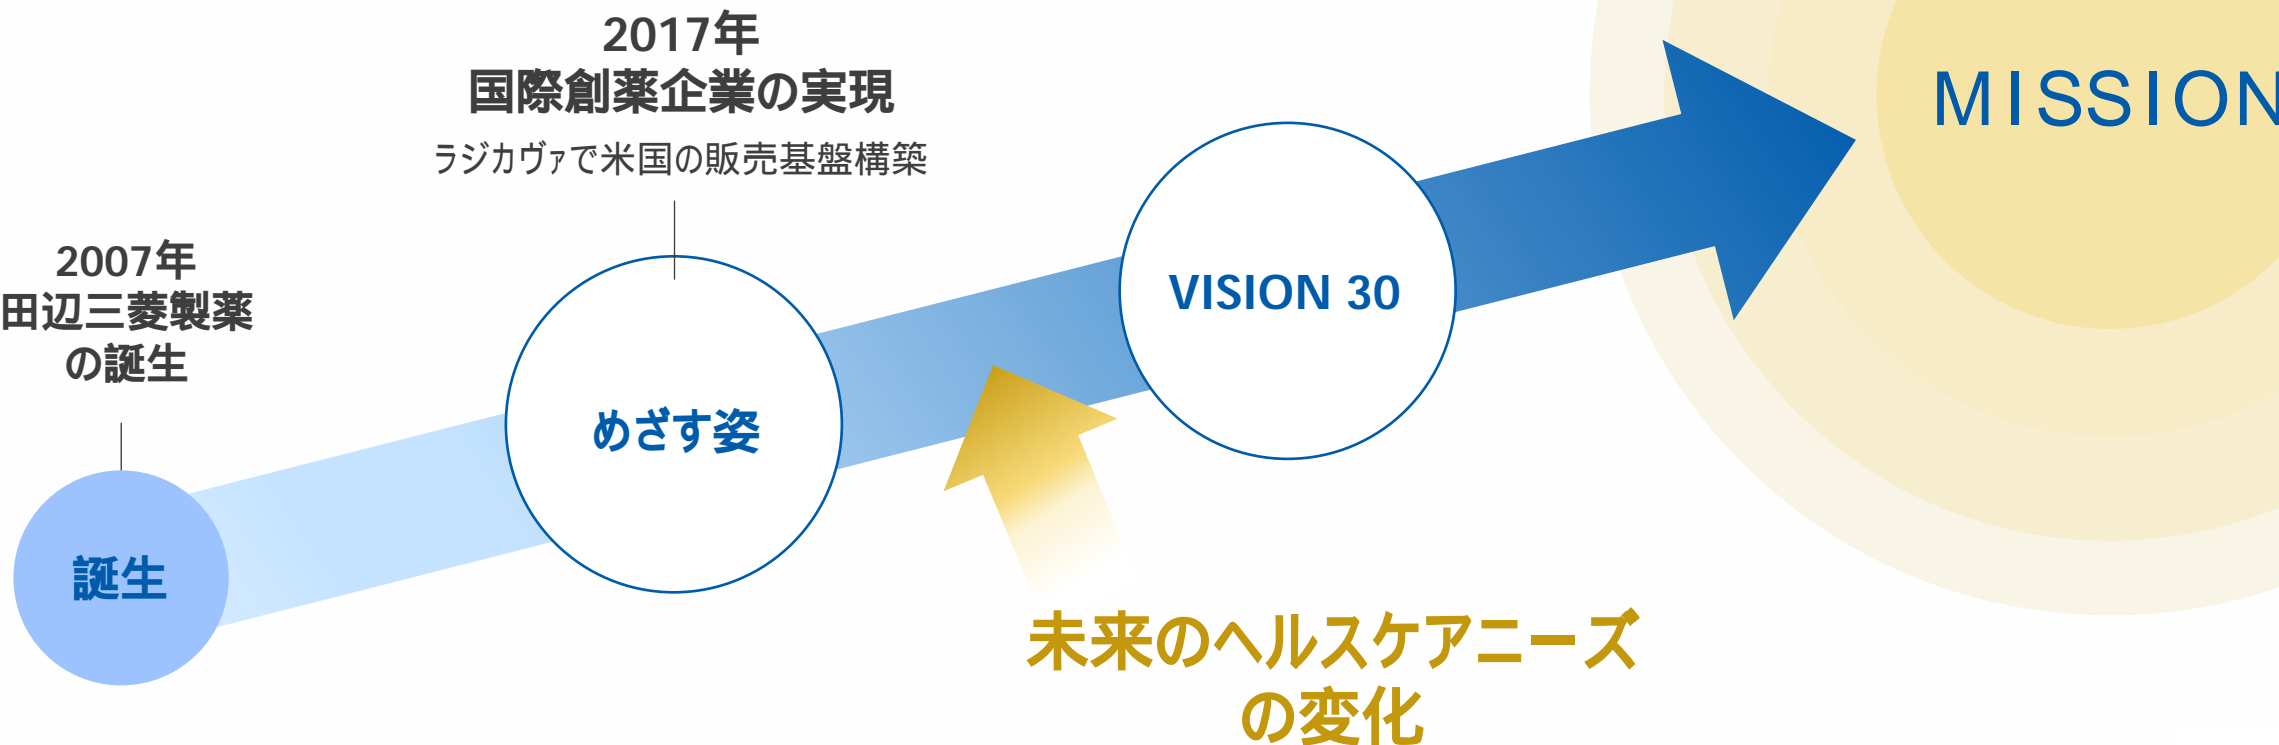 2017年
国際創薬企業の実現
ラジカヴァで米国の販売基盤構築
MISSION
2007年
田辺三菱製薬
の誕生
VISION 30
めざす姿
誕生
未来のヘルスケアニーズ
の変化